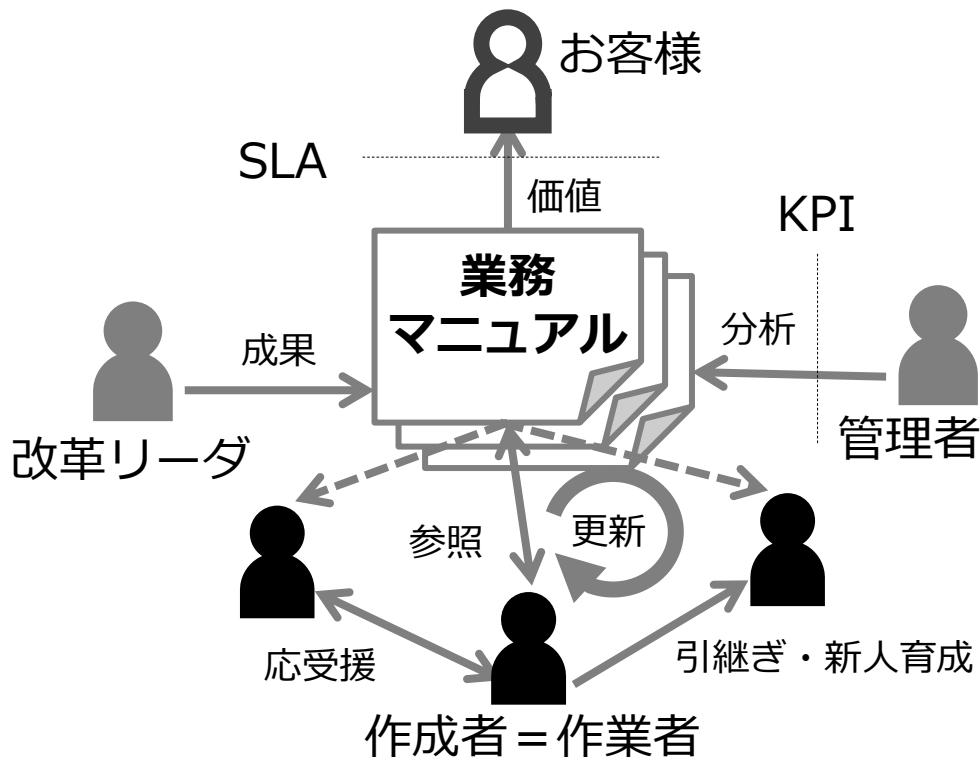 お客様
SLA
価値
KPI
業務
マニュアル
分析
成果
改革リーダ
管理者
参照
更新
応受援
引継ぎ・新人育成
作成者＝作業者